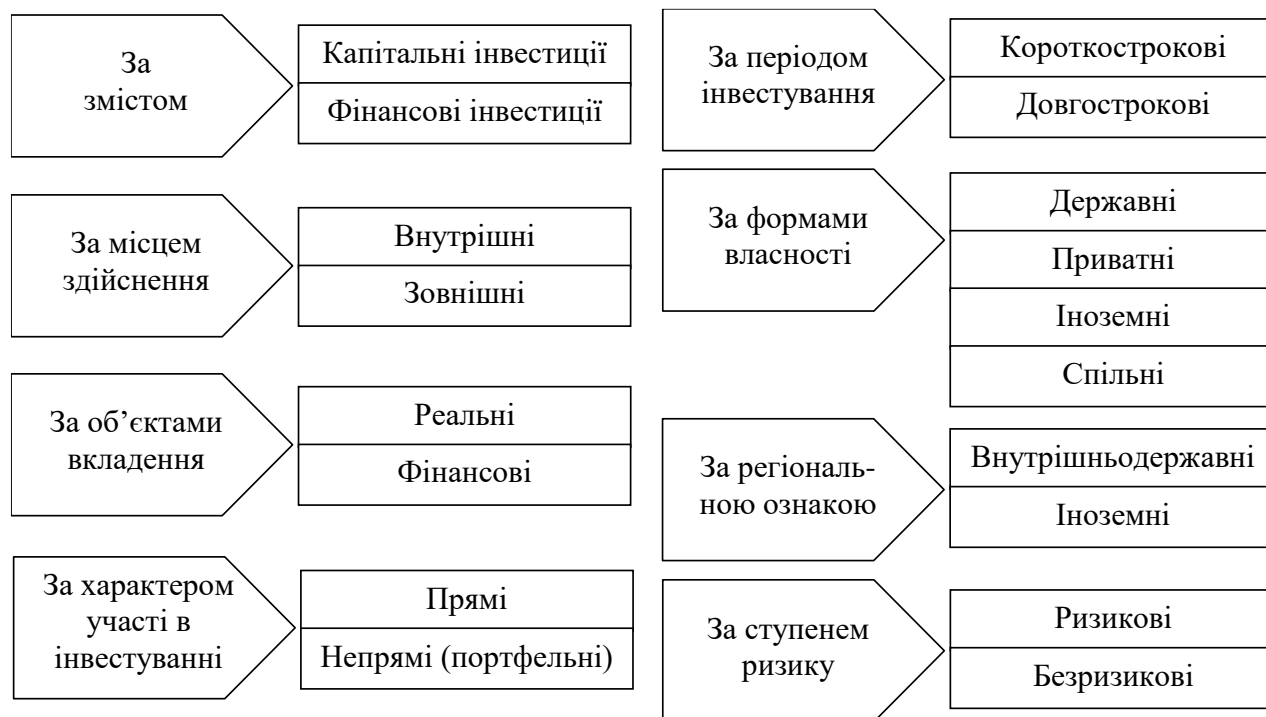 За
змістом
Капітальні інвестиції
Фінансові інвестиції
За місцем
здійснення
Внутрішні
Зовнішні
За об’єктами
вкладення
Реальні
Фінансові
За характером
участі в
інвестуванні
Прямі
Непрямі (портфельні)
За періодом
інвестування
Короткострокові
Довгострокові
За формами
власності
Державні
Приватні
Іноземні
Спільні
За регіональ-
ною ознакою
Внутрішньодержавні
Іноземні
За ступенем
ризику
Ризикові
Безризикові